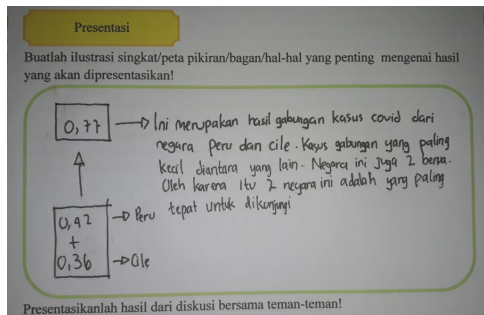 Presentasi
Buatlah ilustrasi singkat/peta pikiran/bagan/hal-hal yang penting mengenai hasil
yang akan dipresentasikan!
0,77
Ini merupakan hasil gabungan kasus covid dari
negara Peru dan cile. Kasus gabungan yang paling
kecil diantara yang lain. Negara ini juga 2 benua.
Oleh karena itu 2 negara ini adalah yang paling
tepat untuk dikunjungi
0,42 Peru
+
0,36 Cile
Presentasikanlah hasil dari diskusi bersama teman-teman!